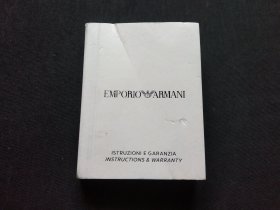 EMPORIO ARMANI
ISTRUZIONI E GARANZIA
INSTRUCTIONS & WARRANTY